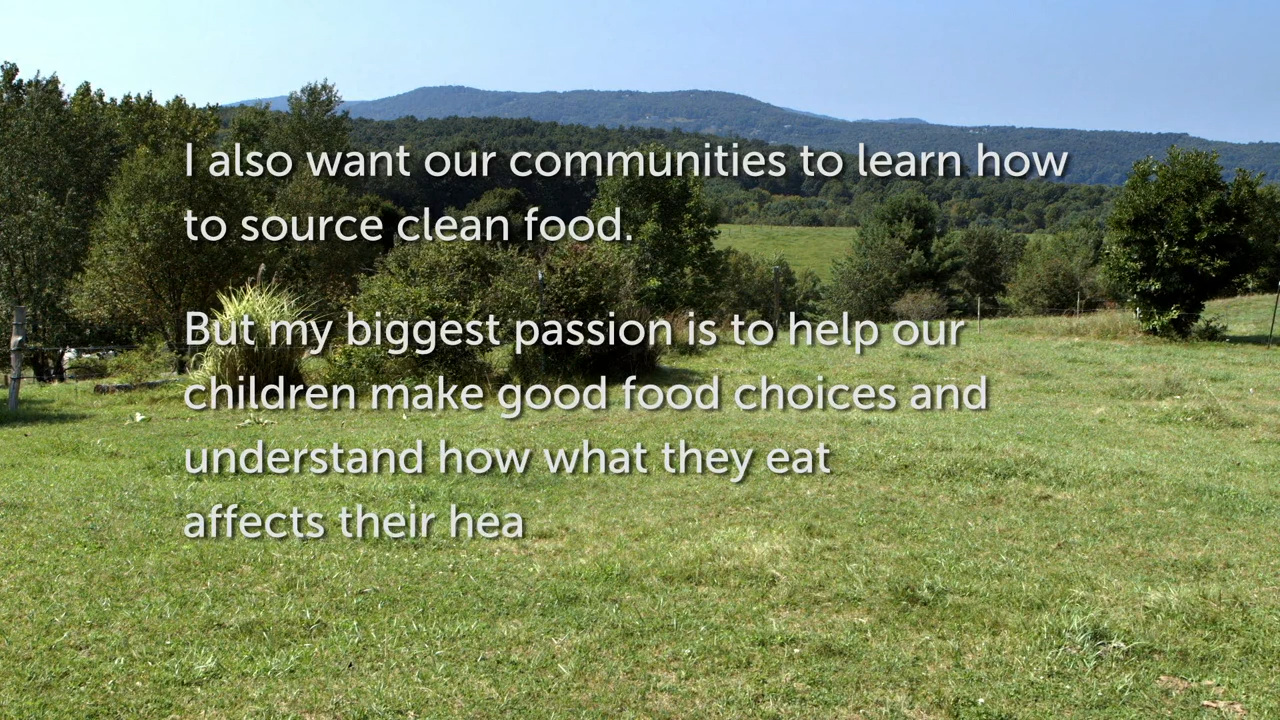 I also want our communities to learn how
to source clean food.
But my biggest passion is to help our
children make good food choices and
understand how what they eat
affects their hea